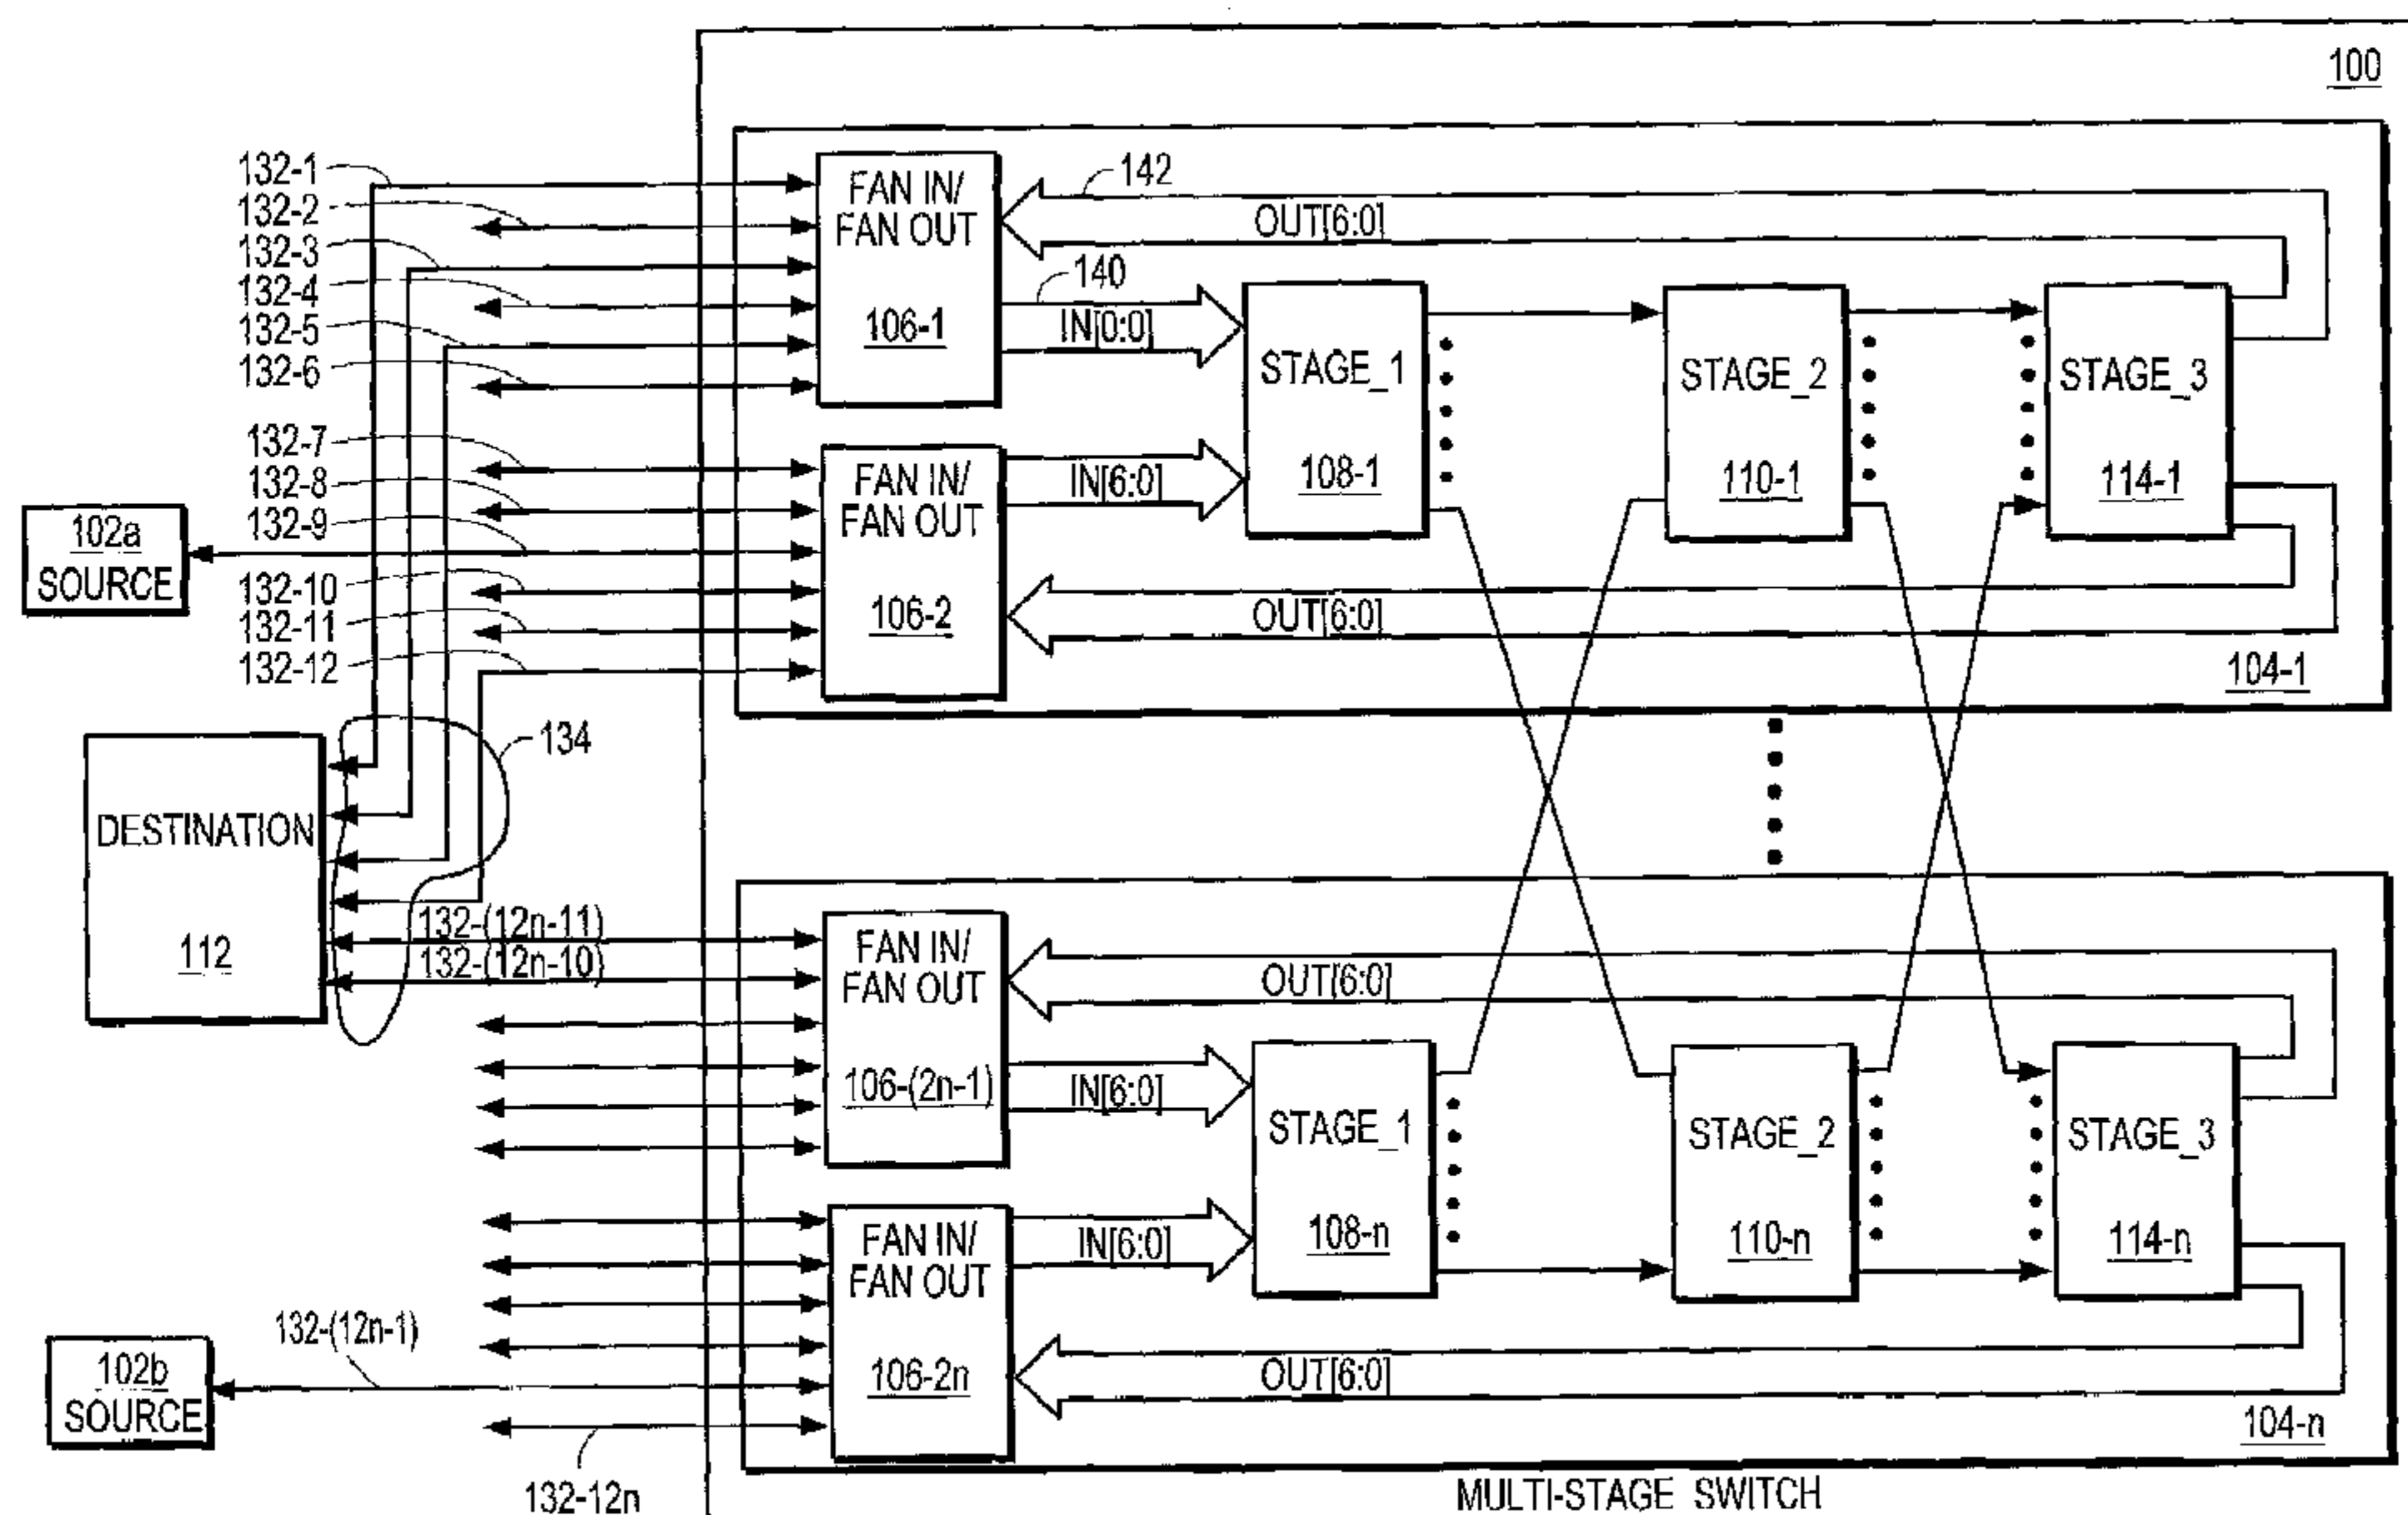 100
132-1
132-2
132-3
132-4
132-5
132-6
FAN IN/
FAN OUT
106-1
142
OUT[6:0]
140
IN[0:0]
STAGE_1
108-1
STAGE_2
110-1
STAGE_3
114-1
132-7
132-8
132-9
132-10
132-11
132-12
102a
SOURCE
FAN IN/
FAN OUT
106-2
IN[6:0]
OUT[6:0]
104-1
134
DESTINATION
112
132-(12n-11)
132-(12n-10)
FAN IN/
FAN OUT
106-(2n-1)
OUT[6:0]
IN[6:0]
STAGE_1
108-n
STAGE_2
110-n
STAGE_3
114-n
FAN IN/
FAN OUT
106-2n
IN[6:0]
OUT[6:0]
132-(12n-1)
102b
SOURCE
132-12n
104-n
MULTI-STAGE SWITCH